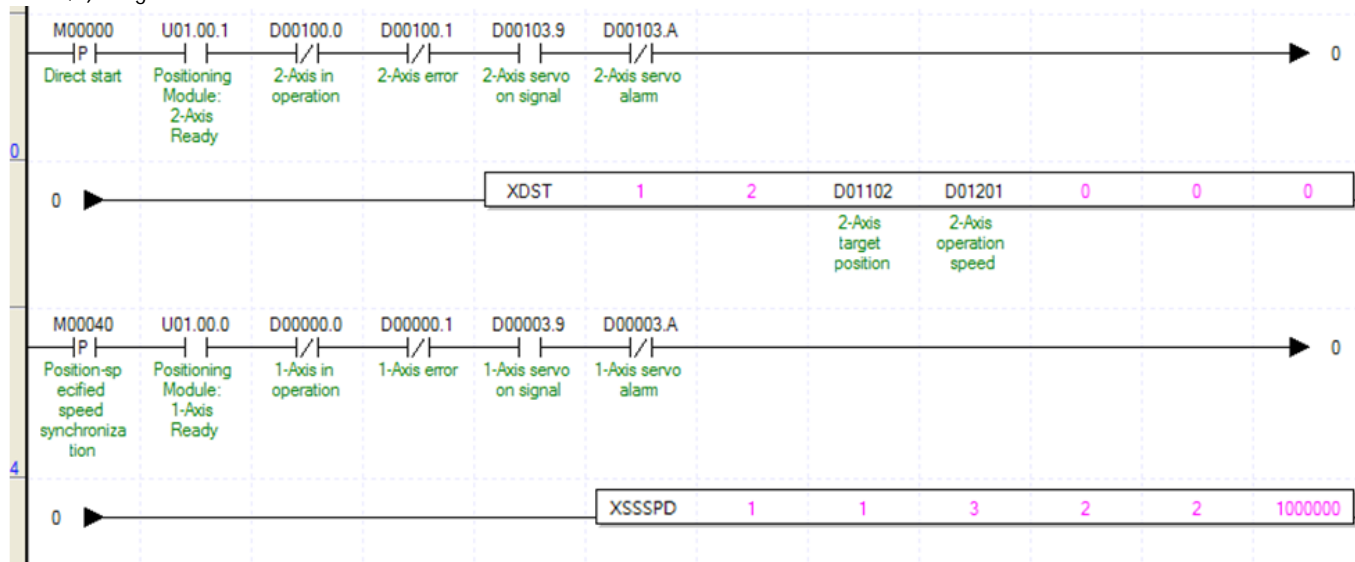 M00000 U01.00.1 D00100.0 D00100.1 D00103.9 D00103.A
P 0
Direct start Positioning 2-Axis in 2-Axis error 2-Axis servo 2-Axis servo
Module: operation on signal alarm
2-Axis
Ready
0
0 XDST 1 2 D01102 D01201 0 0 0
2-Axis 2-Axis
target operation
position speed
M00040 U01.00.0 D00000.0 D00000.1 D00003.9 D00003.A
P 0
Position-sp Positioning 1-Axis in 1-Axis error 1-Axis servo 1-Axis servo
ecified Module: operation on signal alarm
speed 1-Axis
synchroniza Ready
tion
4
0 XSSSPD 1 1 3 2 2 1000000